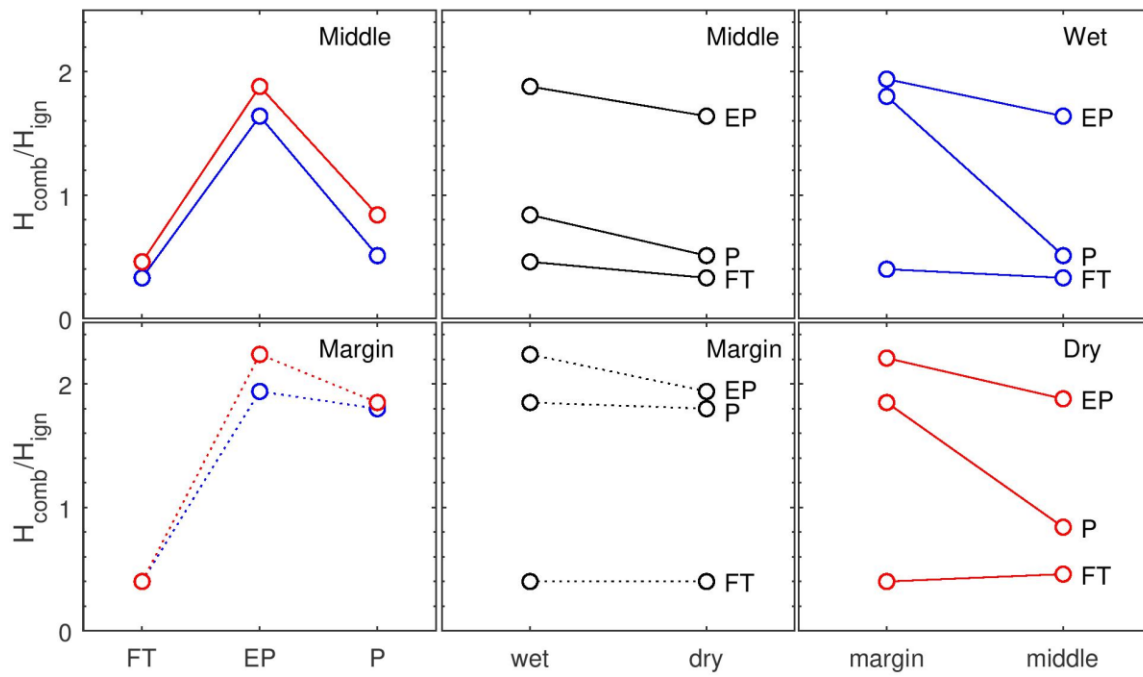 Middle
Middle
Wet
2
1
0
H_comb/H_ign
EP
P
FT
EP
P
FT
Margin
Margin
Dry
2
1
0
H_comb/H_ign
EP
P
FT
EP
P
FT
FT EP P
wet dry
margin middle